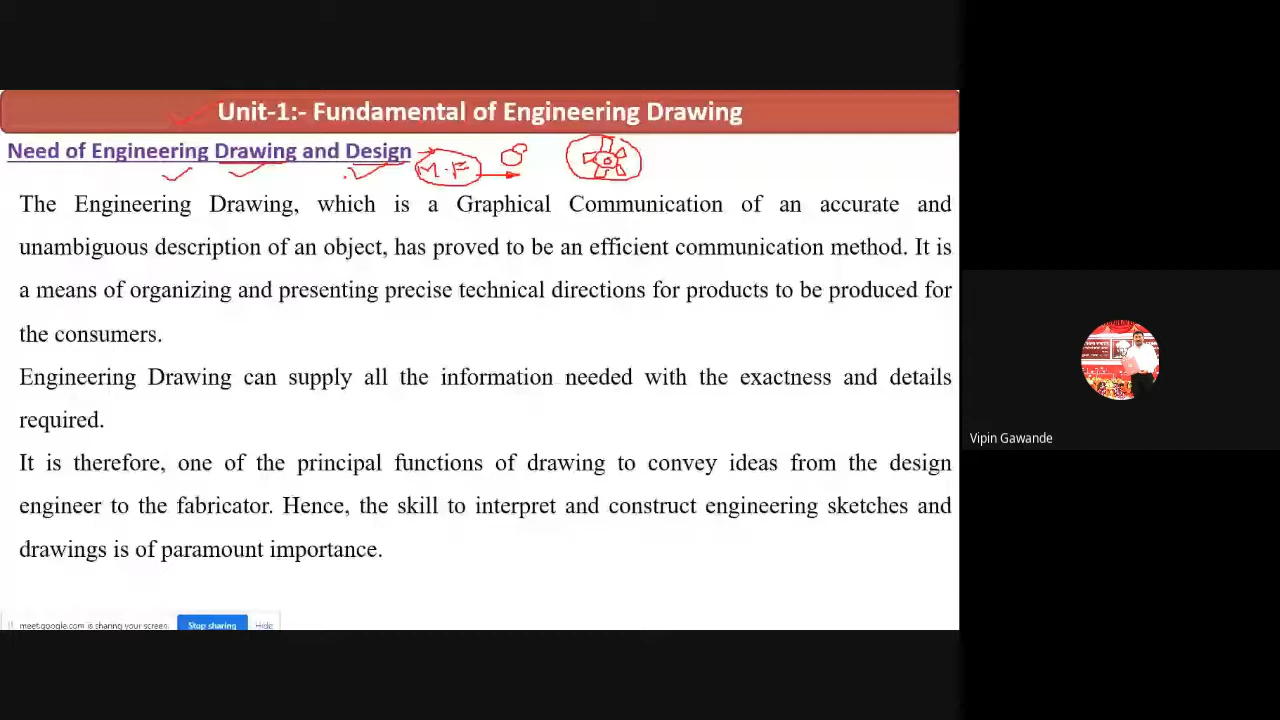 Unit-1:- Fundamental of Engineering Drawing
Need of Engineering Drawing and Design
M.F
The Engineering Drawing, which is a Graphical Communication of an accurate and
unambiguous description of an object, has proved to be an efficient communication method. It is
a means of organizing and presenting precise technical directions for products to be produced for
the consumers.
Engineering Drawing can supply all the information needed with the exactness and details
required.
It is therefore, one of the principal functions of drawing to convey ideas from the design
engineer to the fabricator. Hence, the skill to interpret and construct engineering sketches and
drawings is of paramount importance.
Vipin Gawande
meet.google.com is sharing your screen. Stop sharing Hide